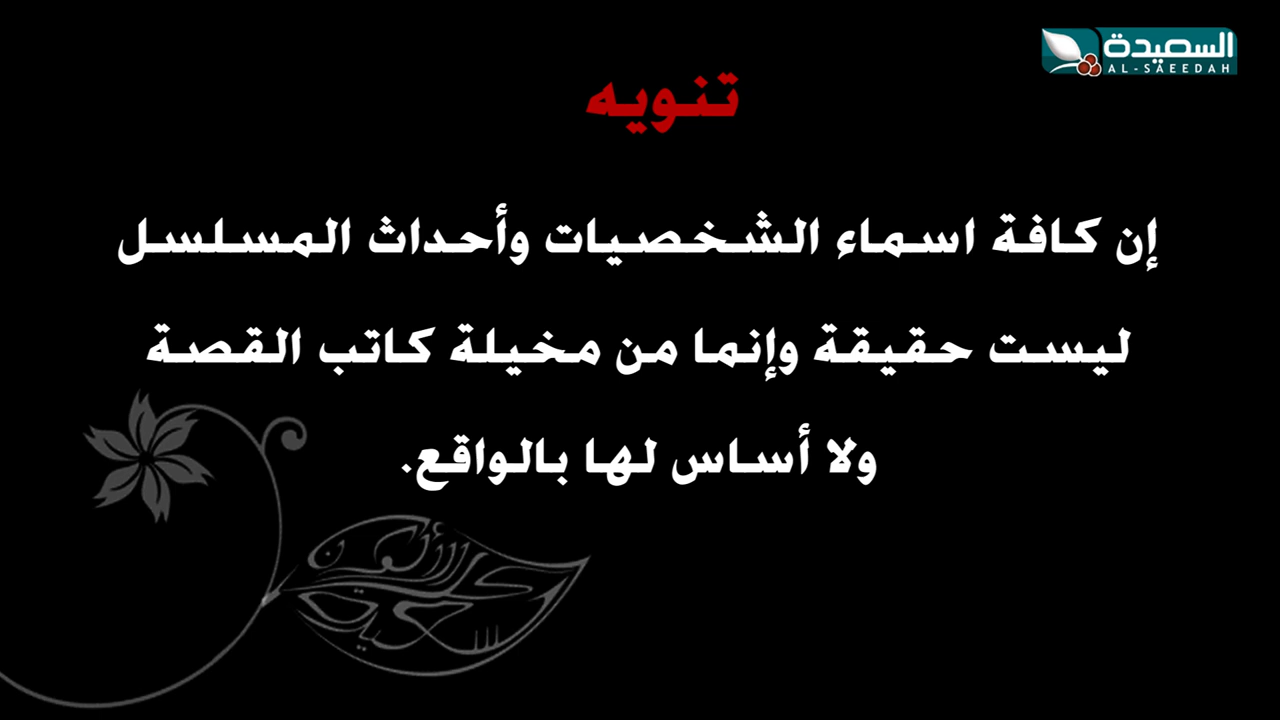 السعيدة
AL-SAEEDAH
تنويه
إن كافة اسماء الشخصيات وأحداث المسلسل
ليست حقيقة وإنما من مخيلة كاتب القصة
ولا أساس لها بالواقع.